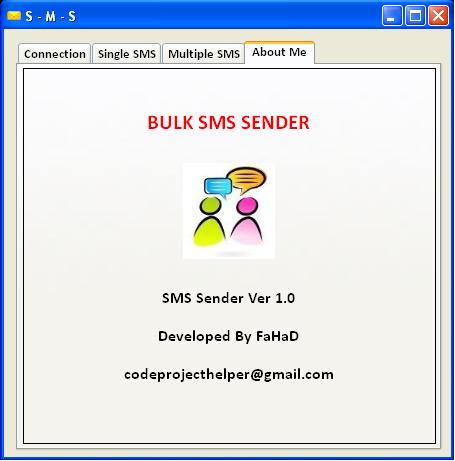 S - M - S
Connection Single SMS Multiple SMS About Me
BULK SMS SENDER
SMS Sender Ver 1.0
Developed By FaHaD
codeprojecthelper@gmail.com